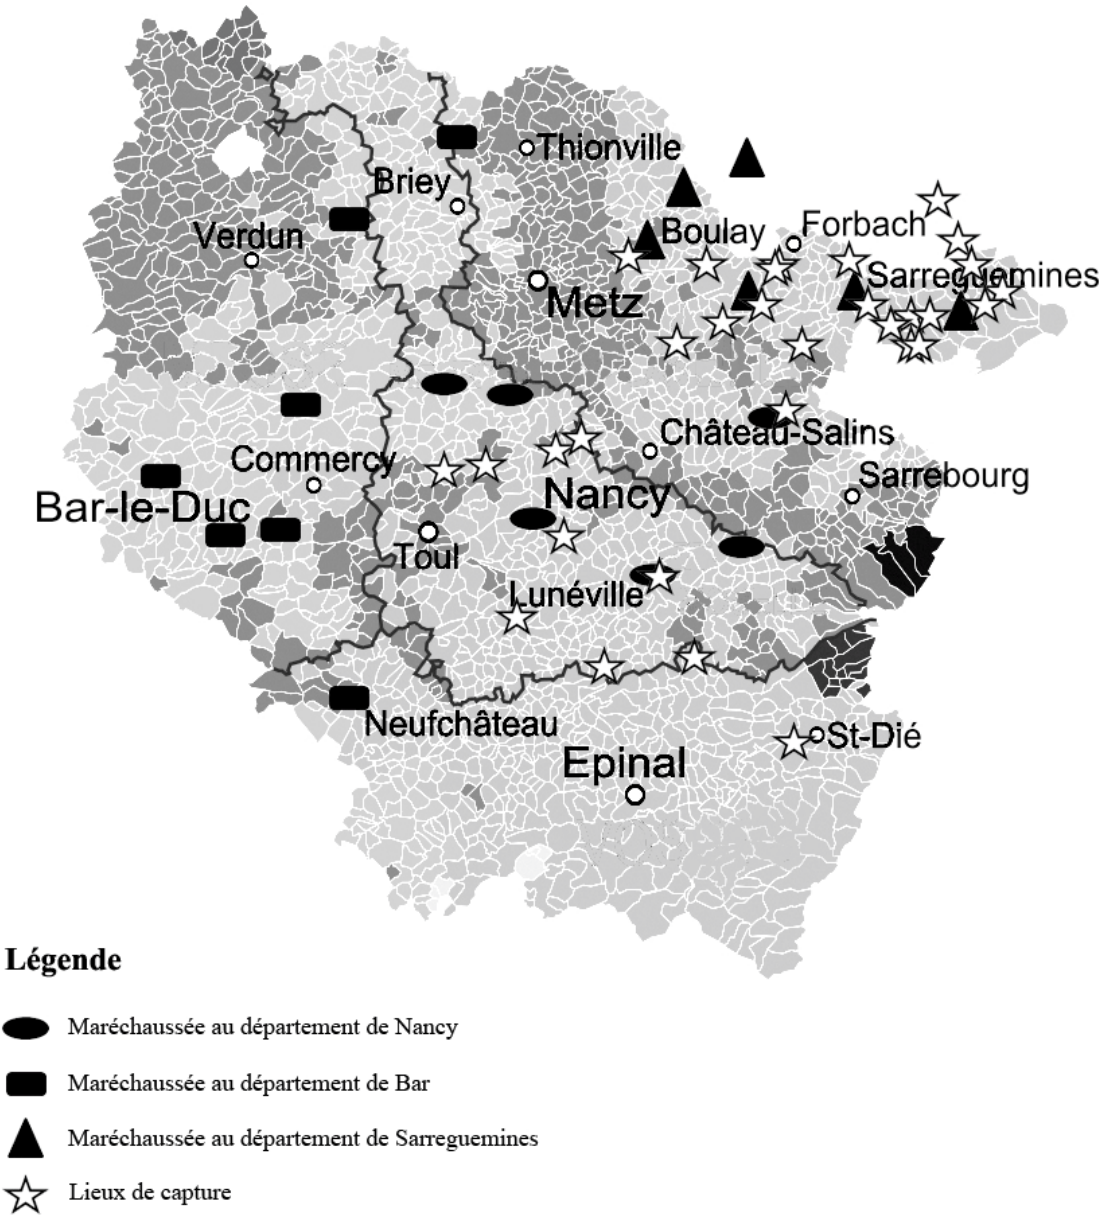 Thionville
Briey
Verdun
Boulay
Forbach
Sarreguemines
Metz
Château-Salins
Commercy
Sarrebourg
Nancy
Bar-le-Duc
Toul
Lunéville
Neufchâteau
St-Dié
Epinal
Légende
Maréchaussée au département de Nancy
Maréchaussée au département de Bar
Maréchaussée au département de Sarreguemines
Lieux de capture